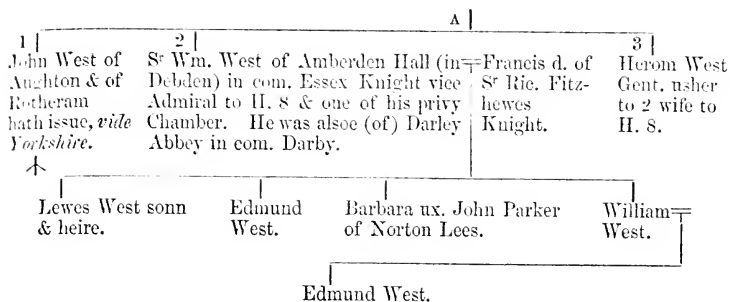 A
1
John West of
Aughton & of
Rotheram
hath issue, vide
Yorkshire.
2
Sr Wm. West of Amberden Hall (in
Debden) in com. Essex Knight vice
Admiral to H. 8 & one of his privy
Chamber. He was alsoe (of) Darley
Abbey in com. Darby.
Francis d. of
Sr Ric. Fitz-
hewes
Knight.
3
Herom West
Gent. usher
to 2 wife to
H. 8.
Lewes West sonn
& heire.
Edmund
West.
Barbara ux. John Parker
of Norton Lees.
William
West.
Edmund West.